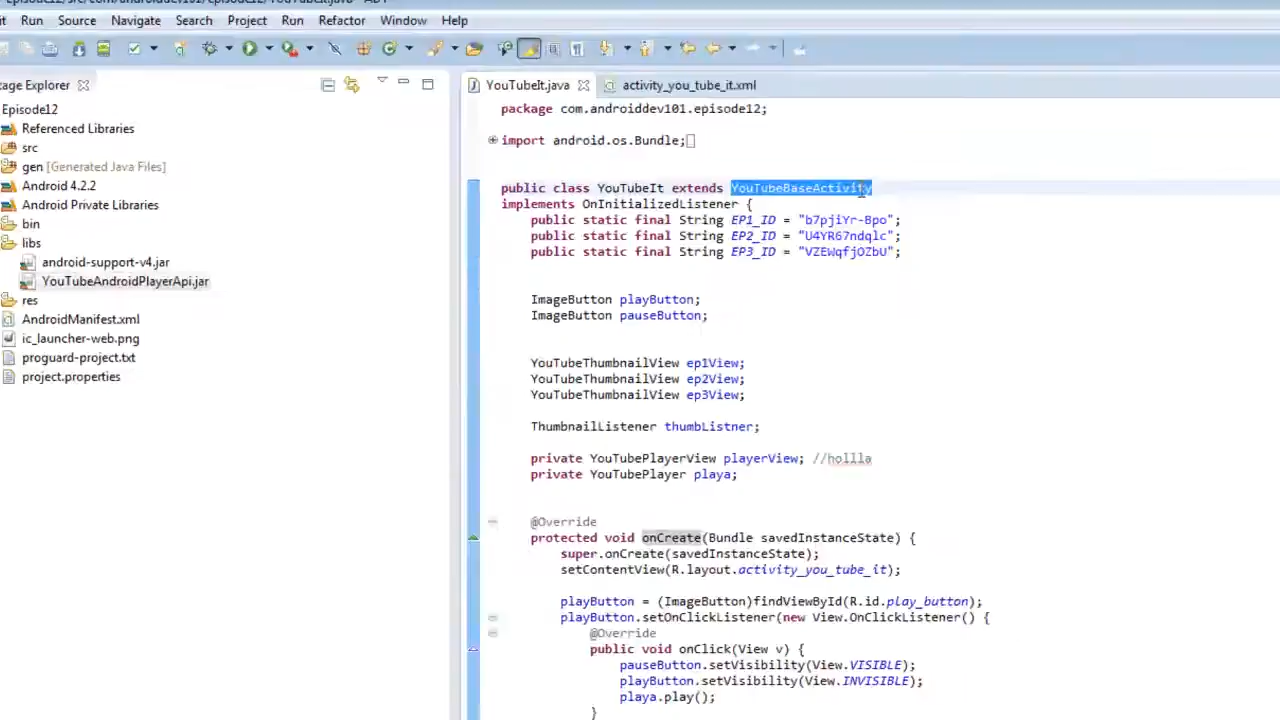 Run Source Navigate Search Project Run Refactor Window Help
age Explorer
Episode12
Referenced Libraries
src
gen [Generated Java Files]
Android 4.2.2
Android Private Libraries
bin
libs
android-support-v4.jar
YouTubeAndroidPlayerApi.jar
res
AndroidManifest.xml
ic_launcher-web.png
proguard-project.txt
project.properties
YouTubeIt.java activity_you_tube_it.xml
package com.androiddev101.episode12;
import android.os.Bundle;
public class YouTubeIt extends YouTubeBaseActivity
implements OnInitializedListener {
public static final String EP1_ID = "b7pjiYr-Bpo";
public static final String EP2_ID = "U4YR67ndqlc";
public static final String EP3_ID = "VZEWqfjOZbU";
ImageButton playButton;
ImageButton pauseButton;
YouTubeThumbnailView ep1View;
YouTubeThumbnailView ep2View;
YouTubeThumbnailView ep3View;
ThumbnailListener thumbListner;
private YouTubePlayerView playerView; //hollla
private YouTubePlayer playa;
@Override
protected void onCreate(Bundle savedInstanceState) {
super.onCreate(savedInstanceState);
setContentView(R.layout.activity_you_tube_it);
playButton = (ImageButton)findViewById(R.id.play_button);
playButton.setOnClickListener(new View.OnClickListener() {
@Override
public void onClick(View v) {
pauseButton.setVisibility(View.VISIBLE);
playButton.setVisibility(View.INVISIBLE);
playa.play();
}